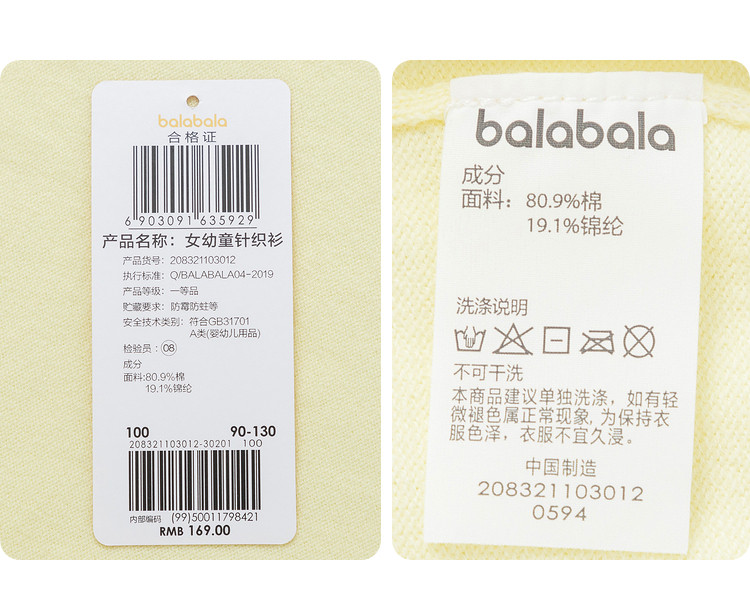 balabala
合格证
6 903091 635929
产品名称：女幼童针织衫
产品货号：208321103012
执行标准：Q/BALABALA04-2019
产品等级：一等品
贮藏要求：防霉防蛀等
安全技术类别：符合GB31701
A类(婴幼儿用品)
检验员：08
成分
面料:80.9%棉
19.1%锦纶
100 90-130
208321103012-30201 100
内部编码 (99)50011798421
RMB 169.00
balabala
成分
面料：80.9%棉
19.1%锦纶
洗涤说明
不可干洗
本商品建议单独洗涤，如有轻
微褪色属正常现象,为保持衣
服色泽，衣服不宜久浸。
中国制造
208321103012
0594